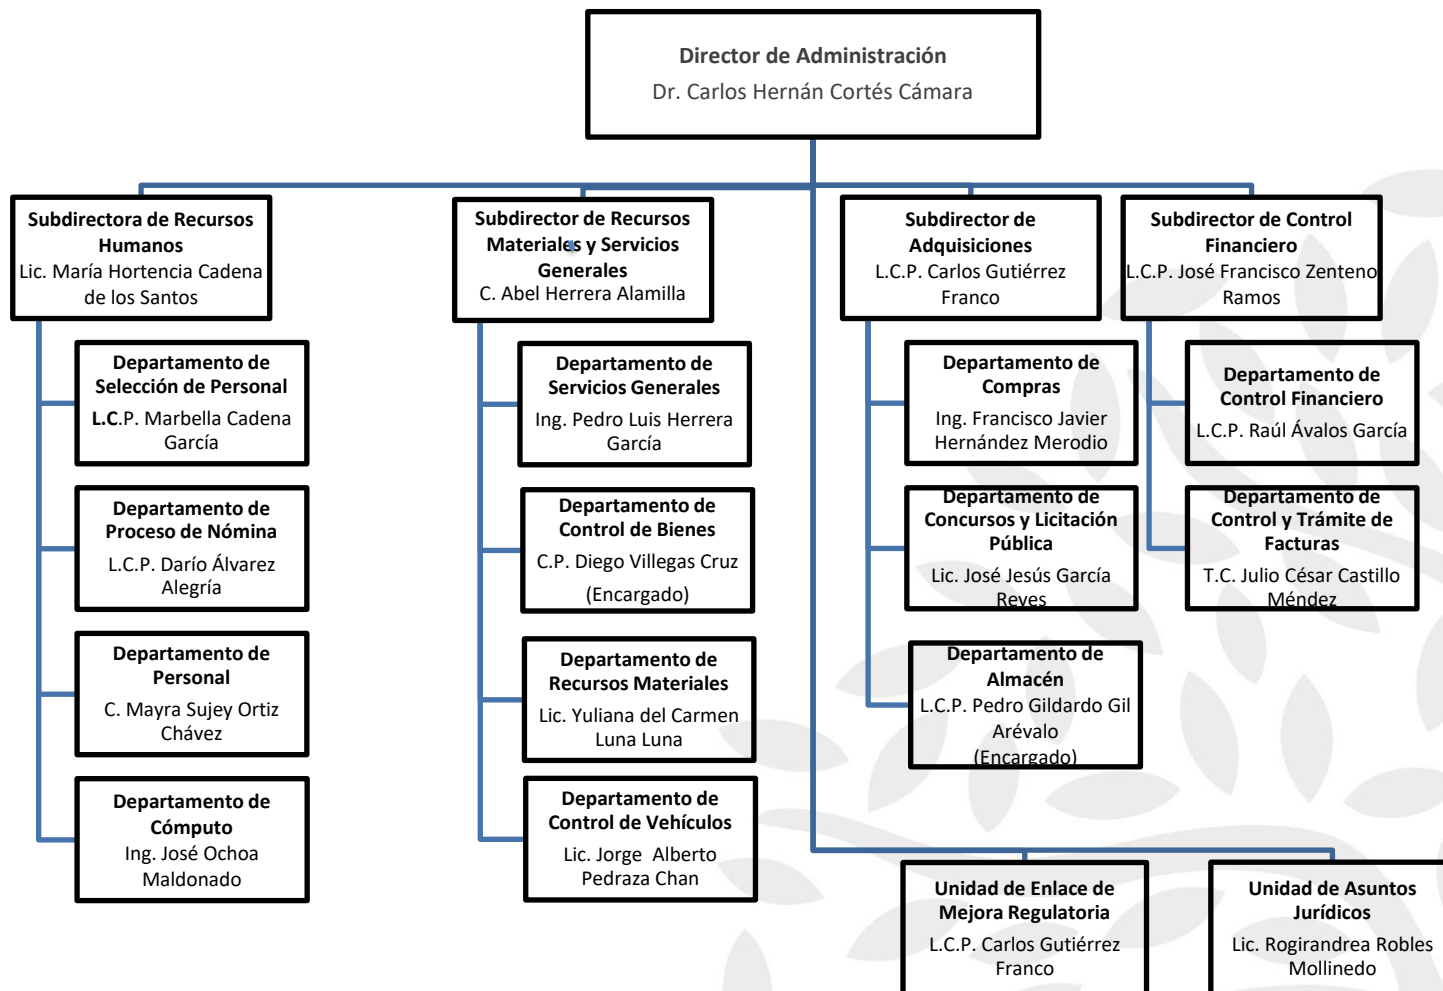 Director de Administración
Dr. Carlos Hernán Cortés Cámara
Subdirectora de Recursos
Humanos
Lic. María Hortencia Cadena
de los Santos
Subdirector de Recursos
Materiales y Servicios
Generales
C. Abel Herrera Alamilla
Subdirector de
Adquisiciones
L.C.P. Carlos Gutiérrez
Franco
Subdirector de Control
Financiero
L.C.P. José Francisco Zenteno
Ramos
Departamento de
Selección de Personal
L.C.P. Marbella Cadena
García
Departamento de
Servicios Generales
Ing. Pedro Luis Herrera
García
Departamento de
Compras
Ing. Francisco Javier
Hernández Merodio
Departamento de
Control Financiero
L.C.P. Raúl Ávalos García
Departamento de
Proceso de Nómina
L.C.P. Darío Álvarez
Alegría
Departamento de
Control de Bienes
C.P. Diego Villegas Cruz
(Encargado)
Departamento de
Concursos y Licitación
Pública
Lic. José Jesús García
Reyes
Departamento de
Control y Trámite de
Facturas
T.C. Julio César Castillo
Méndez
Departamento de
Personal
C. Mayra Sujey Ortiz
Chávez
Departamento de
Recursos Materiales
Lic. Yuliana del Carmen
Luna Luna
Departamento de
Almacén
L.C.P. Pedro Gildardo Gil
Arévalo
(Encargado)
Departamento de
Cómputo
Ing. José Ochoa
Maldonado
Departamento de
Control de Vehículos
Lic. Jorge  Alberto
Pedraza Chan
Unidad de Enlace de
Mejora Regulatoria
L.C.P. Carlos Gutiérrez
Franco
Unidad de Asuntos
Jurídicos
Lic. Rogirandrea Robles
Mollinedo